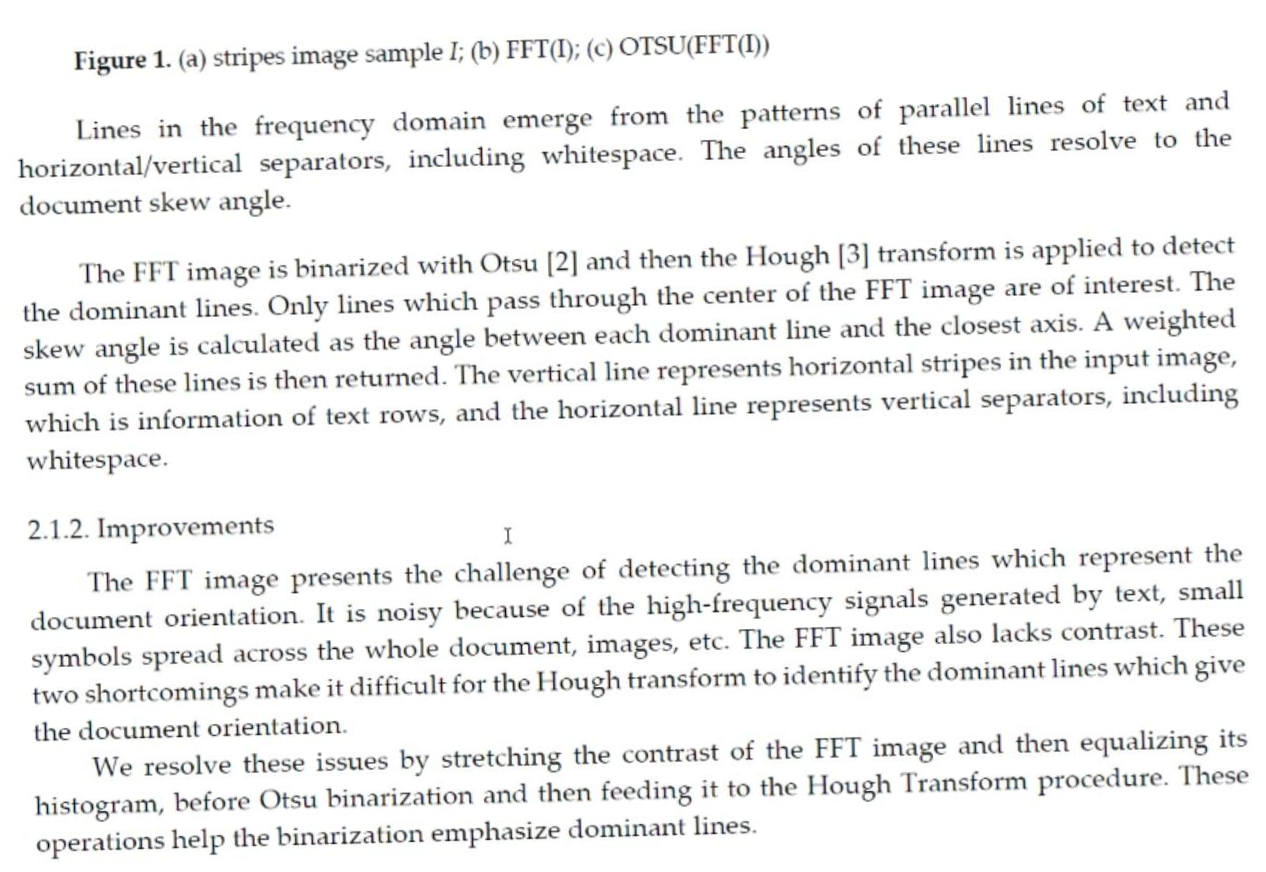 Figure 1. (a) stripes image sample I; (b) FFT(I); (c) OTSU(FFT(I))
Lines in the frequency domain emerge from the patterns of parallel lines of text and
horizontal/vertical separators, including whitespace. The angles of these lines resolve to the
document skew angle.
The FFT image is binarized with Otsu [2] and then the Hough [3] transform is applied to detect
the dominant lines. Only lines which pass through the center of the FFT image are of interest. The
skew angle is calculated as the angle between each dominant line and the closest axis. A weighted
sum of these lines is then returned. The vertical line represents horizontal stripes in the input image,
which is information of text rows, and the horizontal line represents vertical separators, including
whitespace.
2.1.2. Improvements
The FFT image presents the challenge of detecting the dominant lines which represent the
document orientation. It is noisy because of the high-frequency signals generated by text, small
symbols spread across the whole document, images, etc. The FFT image also lacks contrast. These
two shortcomings make it difficult for the Hough transform to identify the dominant lines which give
the document orientation.
We resolve these issues by stretching the contrast of the FFT image and then equalizing its
histogram, before Otsu binarization and then feeding it to the Hough Transform procedure. These
operations help the binarization emphasize dominant lines.